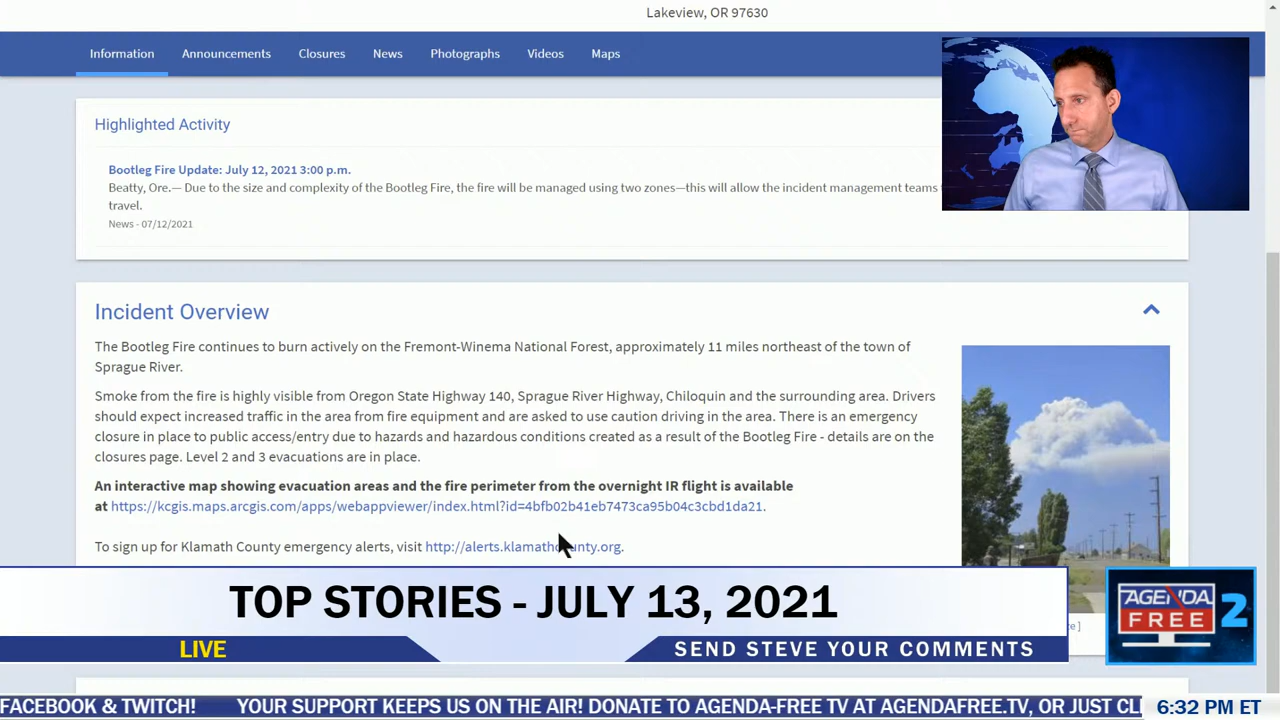 Lakeview, OR 97630
Information Announcements Closures News Photographs Videos Maps
Highlighted Activity
Bootleg Fire Update: July 12, 2021 3:00 p.m.
Beatty, Ore.— Due to the size and complexity of the Bootleg Fire, the fire will be managed using two zones—this will allow the incident management teams
travel.
News - 07/12/2021
Incident Overview
The Bootleg Fire continues to burn actively on the Fremont-Winema National Forest, approximately 11 miles northeast of the town of
Sprague River.
Smoke from the fire is highly visible from Oregon State Highway 140, Sprague River Highway, Chiloquin and the surrounding area. Drivers
should expect increased traffic in the area from fire equipment and are asked to use caution driving in the area. There is an emergency
closure in place to public access/entry due to hazards and hazardous conditions created as a result of the Bootleg Fire - details are on the
closures page. Level 2 and 3 evacuations are in place.
An interactive map showing evacuation areas and the fire perimeter from the overnight IR flight is available
at https://kcgis.maps.arcgis.com/apps/webappviewer/index.html?id=4bfb02b41eb7473ca95b04c3cbd1da21.
To sign up for Klamath County emergency alerts, visit http://alerts.klamathcounty.org.
TOP STORIES - JULY 13, 2021
LIVE
SEND STEVE YOUR COMMENTS
AGENDA
FREE 2
FACEBOOK & TWITCH! YOUR SUPPORT KEEPS US ON THE AIR! DONATE TO AGENDA-FREE TV AT AGENDAFREE.TV, OR JUST CLI
6:32 PM ET